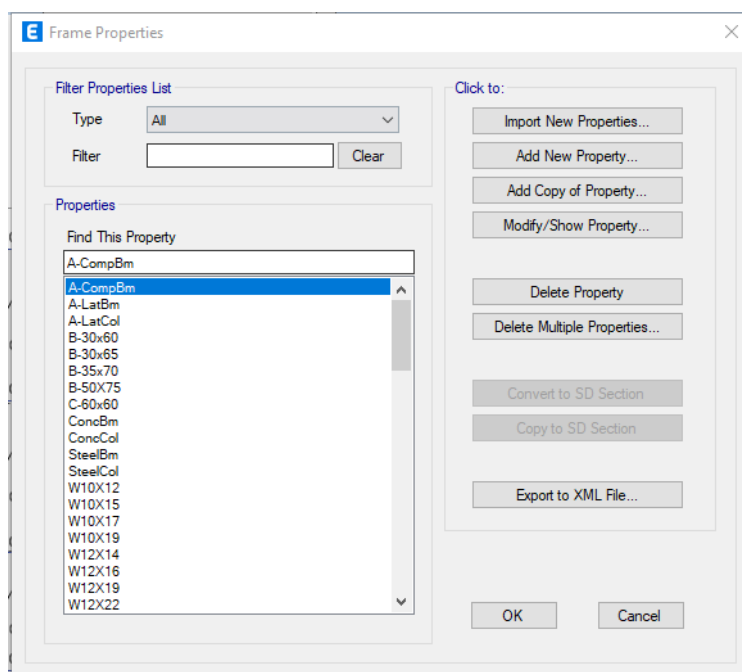 E Frame Properties
Filter Properties List
Type All
Filter Clear
Properties
Find This Property
A-CompBm
A-CompBm
A-LatBm
A-LatCol
B-30x60
B-30x65
B-35x70
B-50X75
C-60x60
ConcBm
ConcCol
SteelBm
SteelCol
W10X12
W10X15
W10X17
W10X19
W12X14
W12X16
W12X19
W12X22
Click to:
Import New Properties...
Add New Property...
Add Copy of Property...
Modify/Show Property...
Delete Property
Delete Multiple Properties...
Convert to SD Section
Copy to SD Section
Export to XML File...
OK Cancel